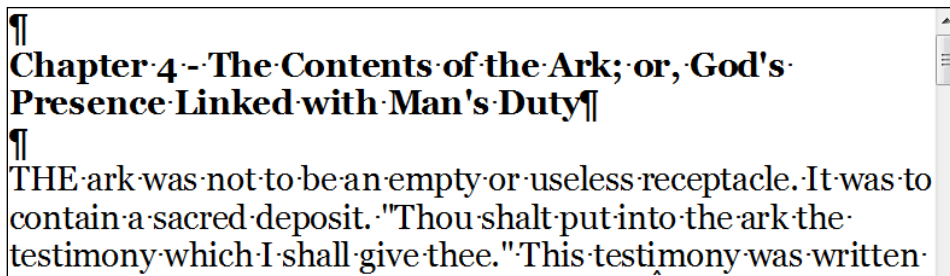 ¶
Chapter·4·-·The·Contents·of·the·Ark;·or,·God's·
Presence·Linked·with·Man's·Duty¶
¶
THE·ark·was·not·to·be·an·empty·or·useless·receptacle.·It·was·to·
contain·a·sacred·deposit.·"Thou·shalt·put·into·the·ark·the·
testimony·which·I·shall·give·thee."·This·testimony·was·written·